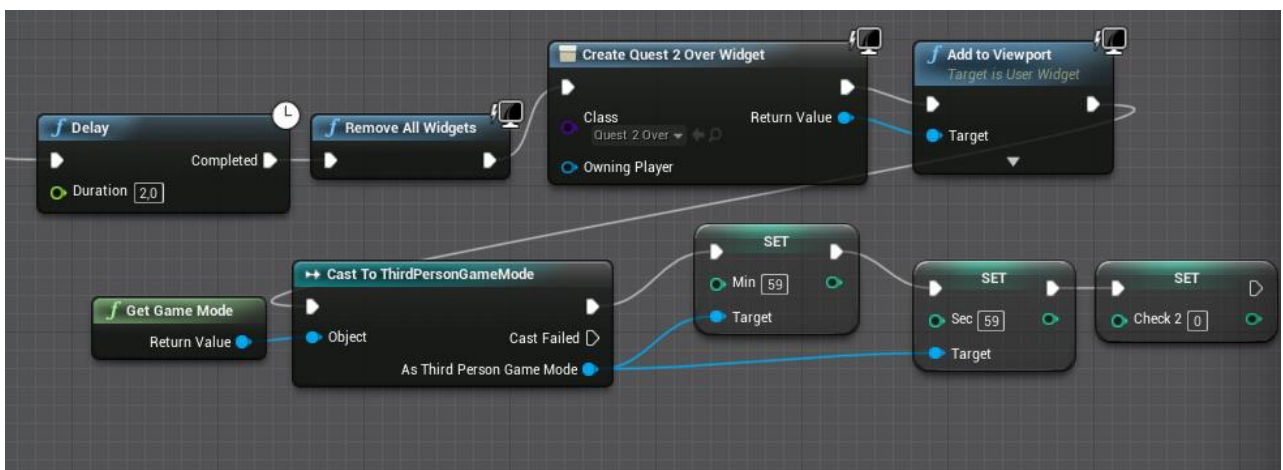 Delay
Completed
Duration 2,0
Remove All Widgets
Create Quest 2 Over Widget
Class
Quest 2 Over
Return Value
Owning Player
Add to Viewport
Target is User Widget
Target
Get Game Mode
Return Value
Cast To ThirdPersonGameMode
Object
Cast Failed
As Third Person Game Mode
SET
Min 59
Target
SET
Sec 59
Target
SET
Check 2 0